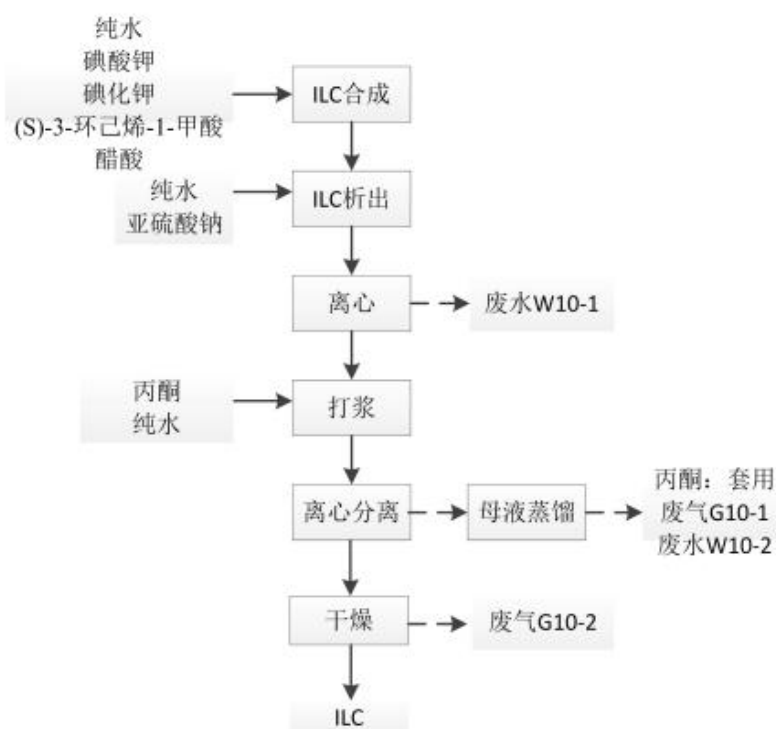 纯水
碘酸钾
碘化钾
(S)-3-环己烯-1-甲酸
醋酸
ILC合成
纯水
亚硫酸钠
ILC析出
离心
废水W10-1
丙酮
纯水
打浆
离心分离
母液蒸馏
丙酮：套用
废气G10-1
废水W10-2
干燥
废气G10-2
ILC